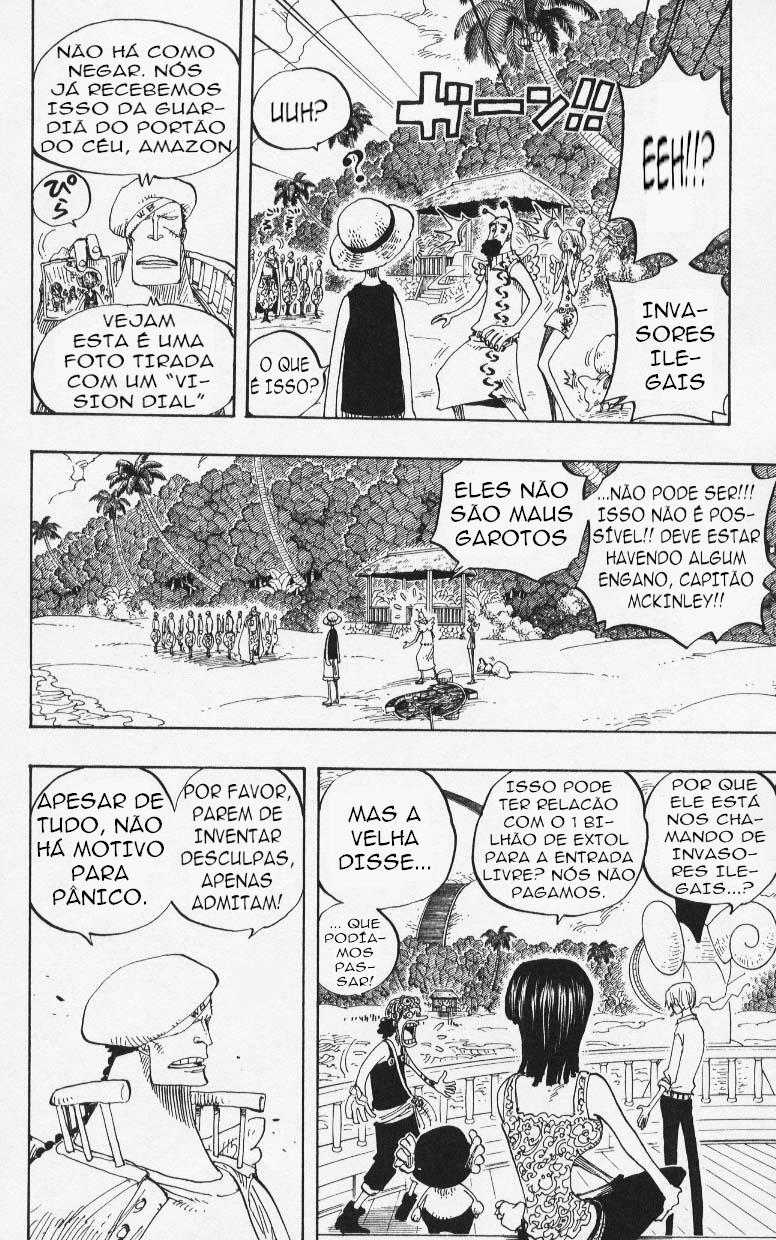 EEH!!?
INVA-
SORES
ILE-
GAIS
ガーン!!
UUH?
?
O QUE
É ISSO?
NÃO HÁ COMO
NEGAR. NÓS
JÁ RECEBEMOS
ISSO DA GUAR-
DIÃ DO PORTÃO
DO CÉU, AMAZON
ぴ
ら
WB
VEJAM
ESTA É UMA
FOTO TIRADA
COM UM "VI-
SION DIAL"
...NÃO PODE SER!!!
ISSO NÃO É POS-
SÍVEL!! DEVE ESTAR
HAVENDO ALGUM
ENGANO, CAPITÃO
MCKINLEY!!
ELES NÃO
SÃO MAUS
GAROTOS
POR QUE
ELE ESTÁ
NOS CHA-
MANDO DE
INVASO-
RES ILE-
GAIS...?
ISSO PODE
TER RELACÃO
COM O 1 BI-
LHÃO DE EXTOL
PARA A ENTRADA
LIVRE? NÓS NÃO
PAGAMOS.
MAS A
VELHA
DISSE...
... QUE
PODÍA-
MOS
PAS-
SAR!
POR FAVOR,
PAREM DE
INVENTAR
DESCULPAS,
APENAS
ADMITAM!
APESAR DE
TUDO, NÃO
HÁ MOTIVO
PARA
PÂNICO.